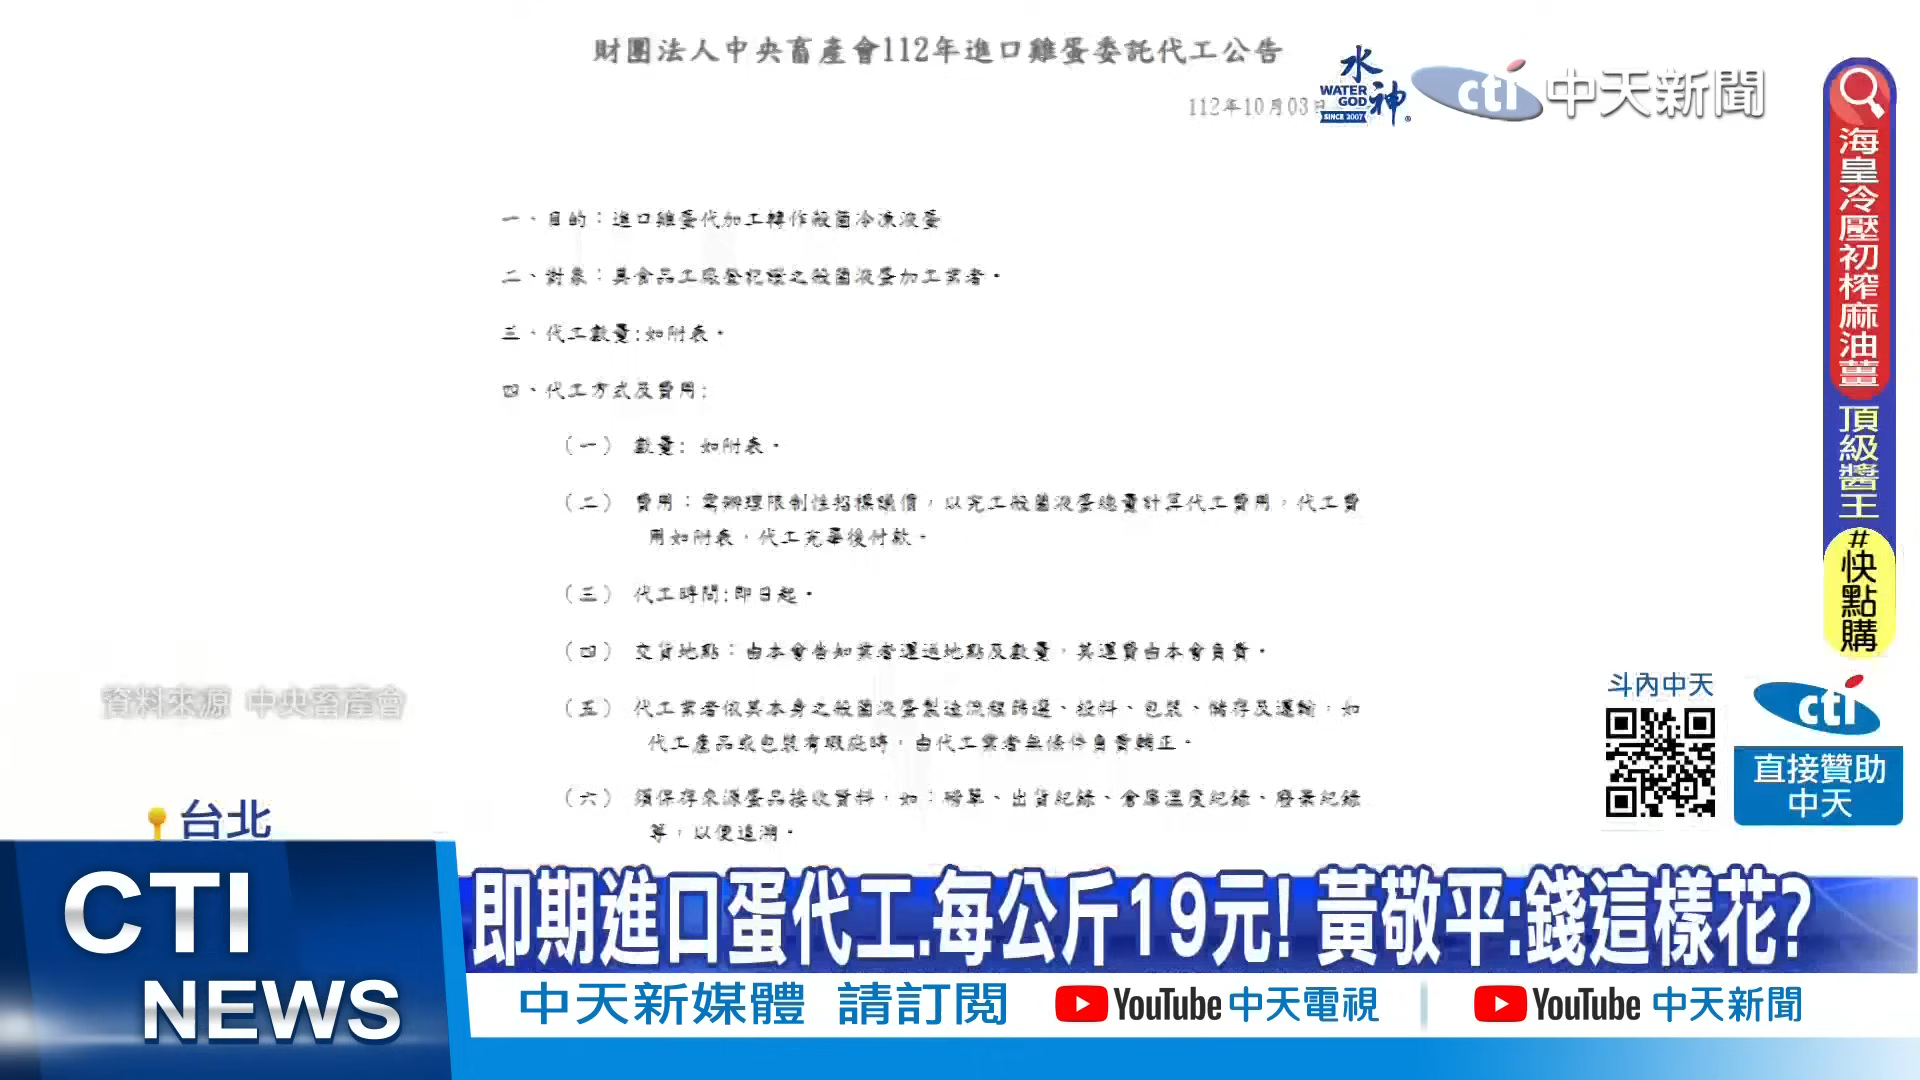 財團法人中央畜產會112年進口雞蛋委託代工公告
112年10月03日
水神
WATER GOD
SINCE 2007
cti 中天新聞
一、目的：進口雞蛋代加工轉作殺菌冷凍液蛋
二、對象：具食品工廠登記證之殺菌液蛋加工業者。
三、代工數量:如附表。
四、代工方式及費用:
（一） 數量: 如附表。
（二） 費用：需辦理限制性招標議價，以完工殺菌液蛋總量計算代工費用，代工費
用如附表，代工完畢後付款。
（三） 代工時間:即日起。
（四） 交貨地點：由本會告知業者運送地點及數量，其運費由本會負責。
（五） 代工業者依其本身之殺菌液蛋製造流程篩選、投料、包裝、儲存及運輸，如
代工產品或包裝有瑕疵時，由代工業者無條件負責轉正。
（六） 須保存來源蛋品接收資料，如：磅單、出貨紀錄、倉庫溫度紀錄、廢棄紀錄
等，以便追溯。
資料來源 中央畜產會
海皇冷壓初榨麻油薑
頂級醬王
#快點購
斗內中天
cti
直接贊助
中天
台北
CTI
NEWS
即期進口蛋代工.每公斤19元! 黃敬平:錢這樣花?
中天新媒體 請訂閱 YouTube 中天電視 YouTube 中天新聞